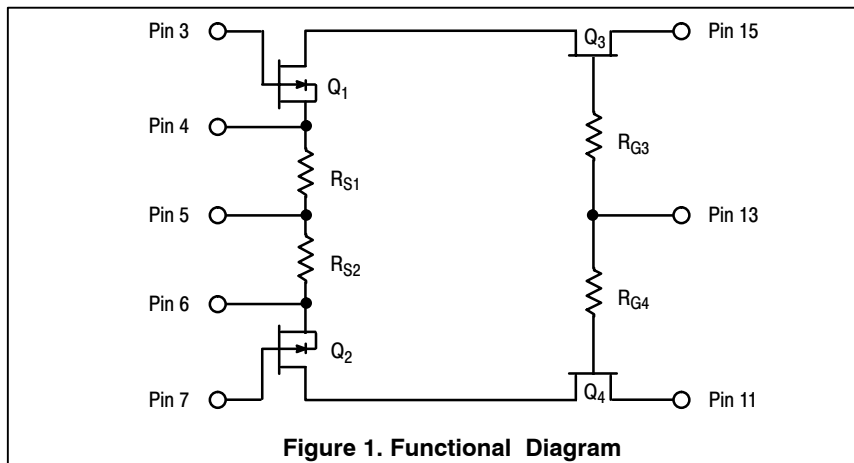 Pin 3
Q3
Pin 15
Q1
Pin 4
RG3
RS1
Pin 5
Pin 13
RS2
Pin 6
RG4
Q2
Pin 7
Q4
Pin 11
Figure 1. Functional Diagram